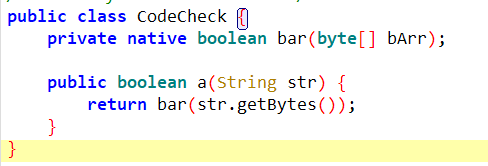 public class CodeCheck {
    private native boolean bar(byte[] bArr);

    public boolean a(String str) {
        return bar(str.getBytes());
    }
}